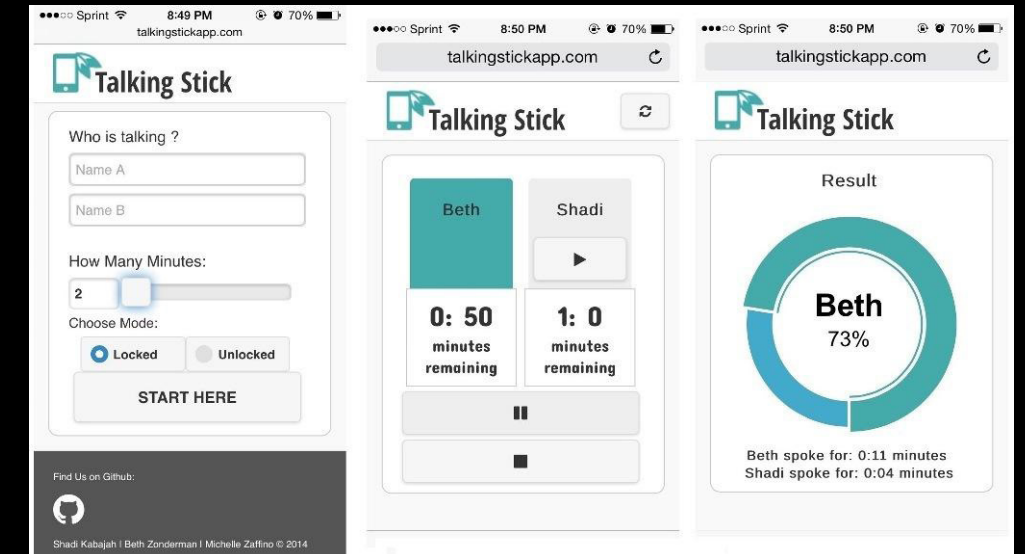 Sprint 8:49 PM 70%
talkingstickapp.com
Talking Stick
Who is talking ?
Name A
Name B
How Many Minutes:
2
Choose Mode:
Locked Unlocked
START HERE
Find Us on Github:
Shadi Kabajah | Beth Zonderman | Michelle Zaffino © 2014
Sprint 8:50 PM 70%
talkingstickapp.com
Talking Stick
Beth Shadi
0: 50 1: 0
minutes minutes
remaining remaining
Sprint 8:50 PM 70%
talkingstickapp.com
Talking Stick
Result
Beth
73%
Beth spoke for: 0:11 minutes
Shadi spoke for: 0:04 minutes